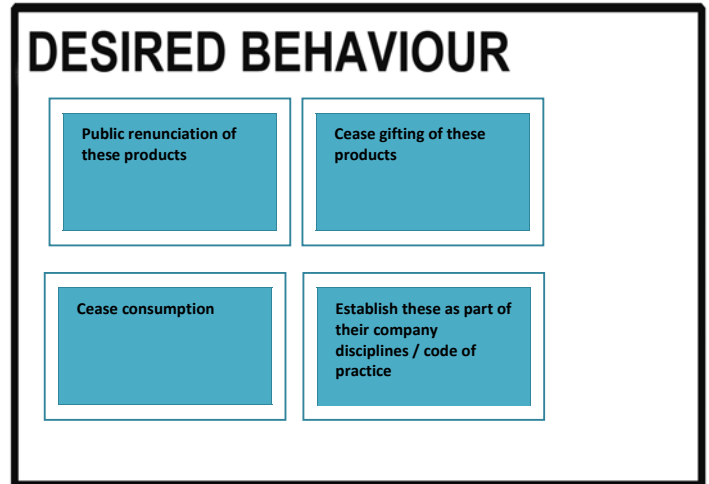 DESIRED BEHAVIOUR
Public renunciation of
these products
Cease gifting of these
products
Cease consumption
Establish these as part of
their company
disciplines / code of
practice